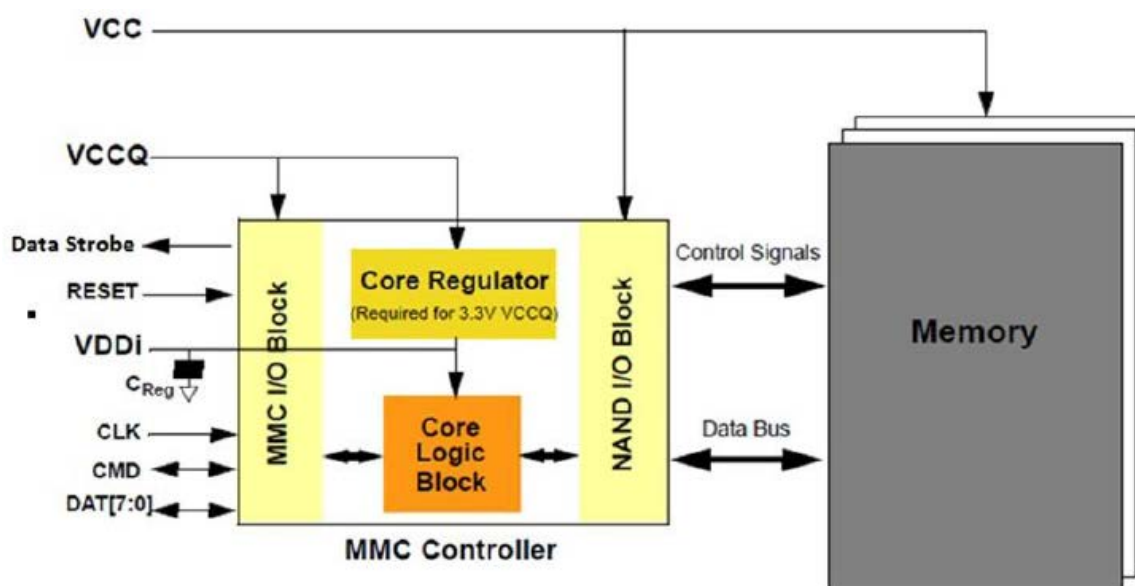 VCC
VCCQ
Data Strobe
RESET
VDDi
CReg
CLK
CMD
DAT[7:0]
MMC I/O Block
Core Regulator
(Required for 3.3V VCCQ)
Core
Logic
Block
NAND I/O Block
MMC Controller
Control Signals
Data Bus
Memory